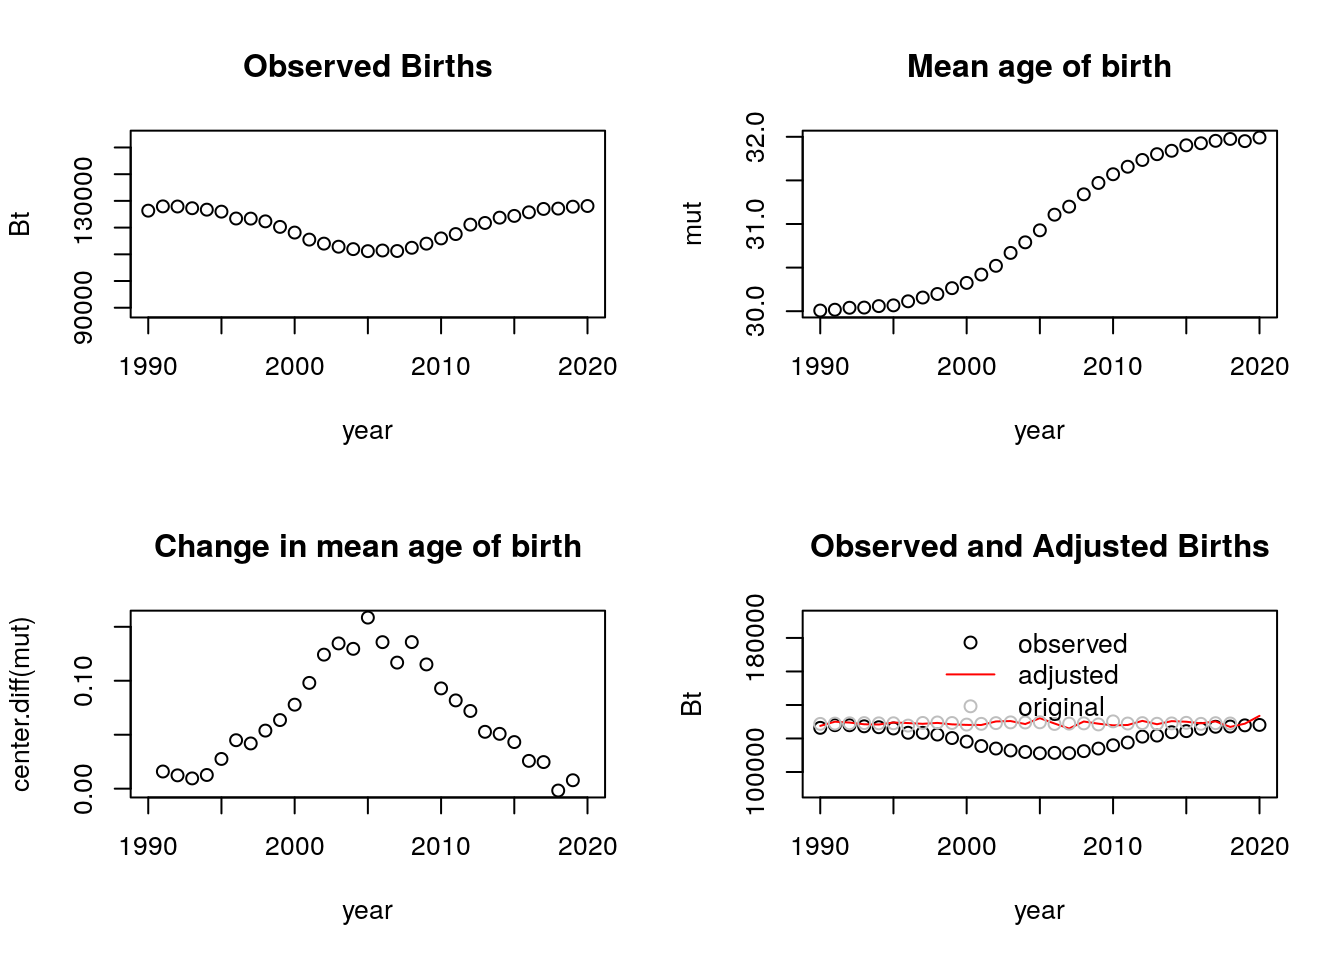 Observed Births
Bt
130000
90000
1990 2000 2010 2020
year
Mean age of birth
mut
32.0
31.0
30.0
1990 2000 2010 2020
year
Change in mean age of birth
center.diff(mut)
0.10
0.00
1990 2000 2010 2020
year
Observed and Adjusted Births
Bt
180000
100000
observed
adjusted
original
1990 2000 2010 2020
year